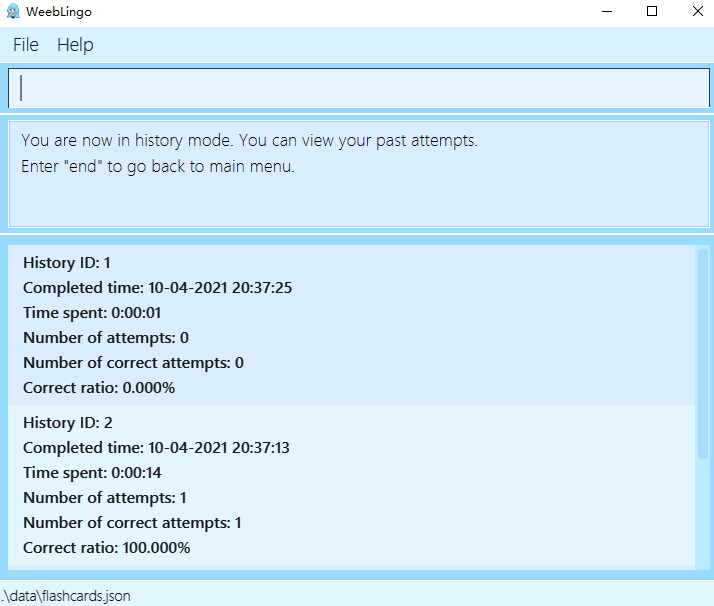 WeebLingo
File Help
You are now in history mode. You can view your past attempts.
Enter "end" to go back to main menu.
History ID: 1
Completed time: 10-04-2021 20:37:25
Time spent: 0:00:01
Number of attempts: 0
Number of correct attempts: 0
Correct ratio: 0.000%
History ID: 2
Completed time: 10-04-2021 20:37:13
Time spent: 0:00:14
Number of attempts: 1
Number of correct attempts: 1
Correct ratio: 100.000%
.\data\flashcards.json